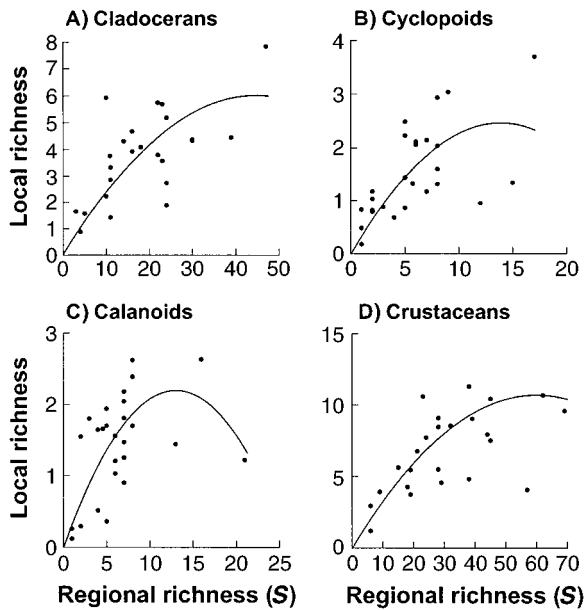 A) Cladocerans
B) Cyclopoids
Local richness
8
7
6
5
4
3
2
1
0
0 10 20 30 40 50
4
3
2
1
0
0 5 10 15 20
C) Calanoids
D) Crustaceans
Local richness
3
2
1
0
0 5 10 15 20 25
15
10
5
0
0 10 20 30 40 50 60 70
Regional richness (S)
Regional richness (S)